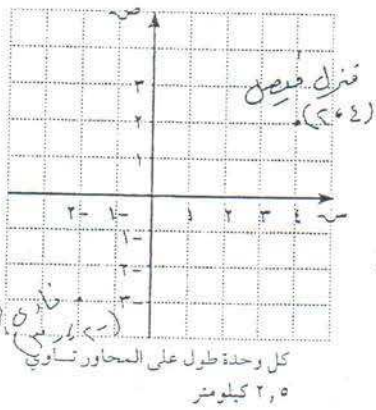 ص
٣
منزل فيصل
(٢،٤)
٢
١
س
-٢ -١ ١ ٢ ٣ ٤
-١
-٢
-٣
كل وحدة طول على المحاور تساوي
٢,٥ كيلومتر